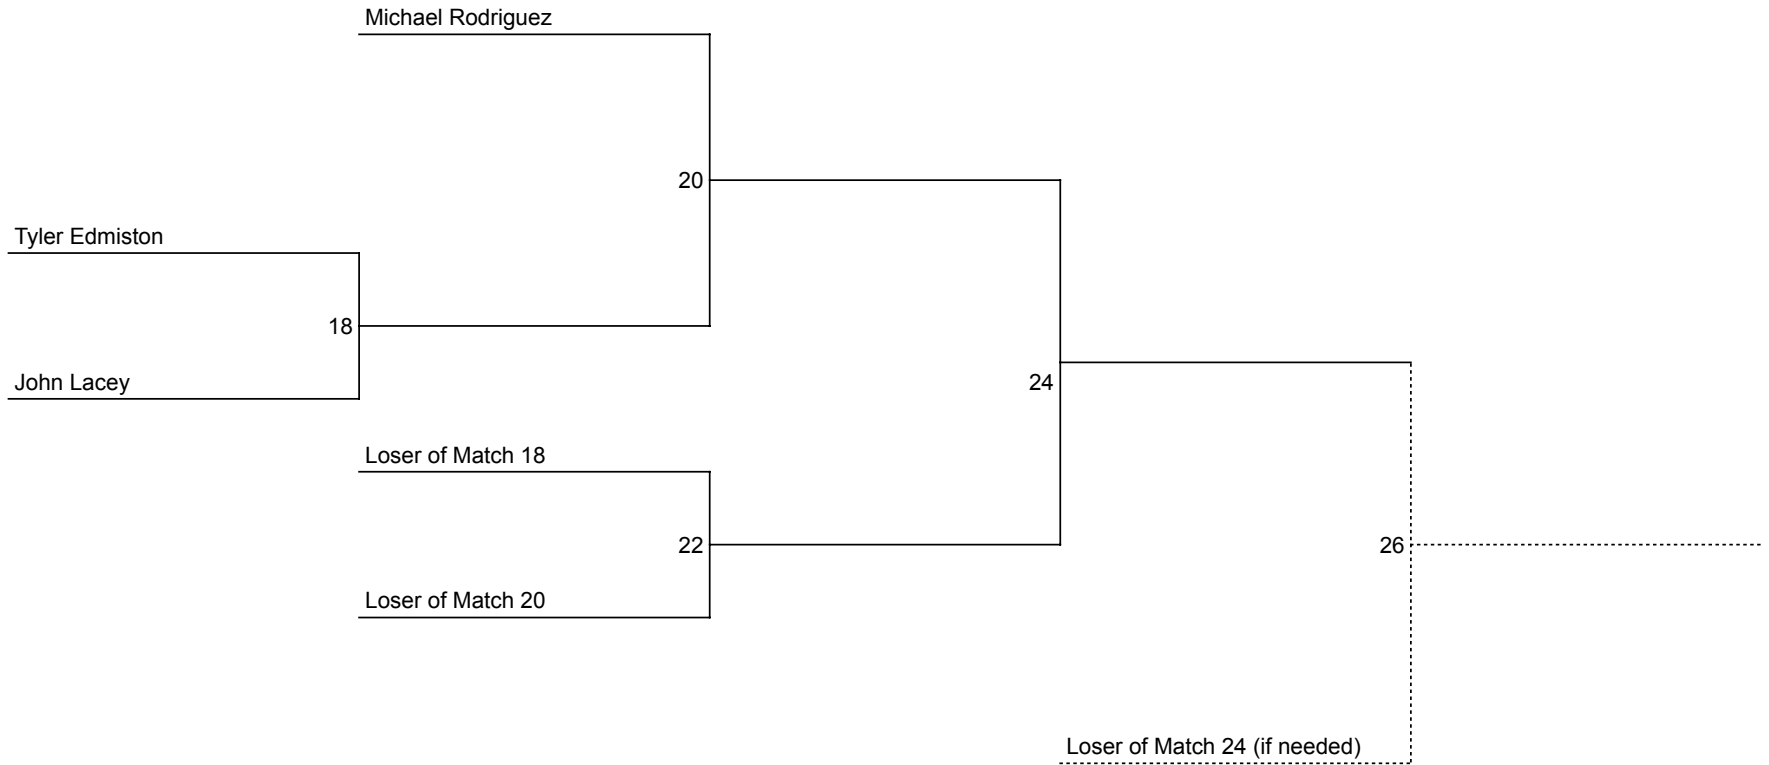 Michael Rodriguez
20
Tyler Edmiston
18
John Lacey
24
Loser of Match 18
22
26
Loser of Match 20
Loser of Match 24 (if needed)